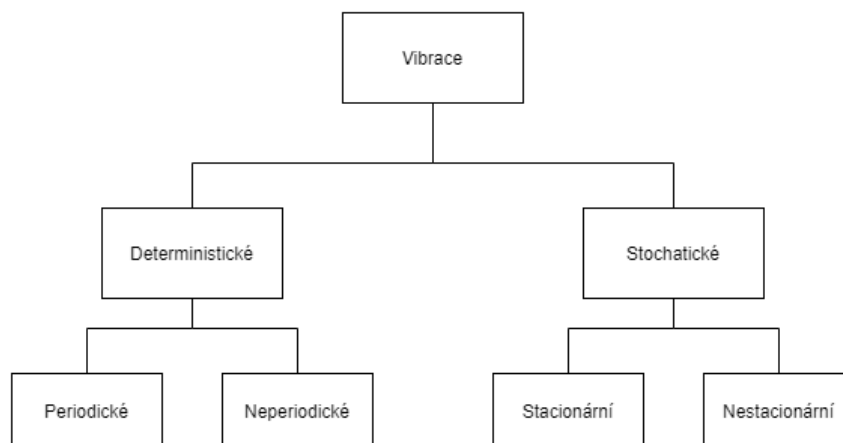 Vibrace
Deterministické
Stochatické
Periodické
Neperiodické
Stacionární
Nestacionární